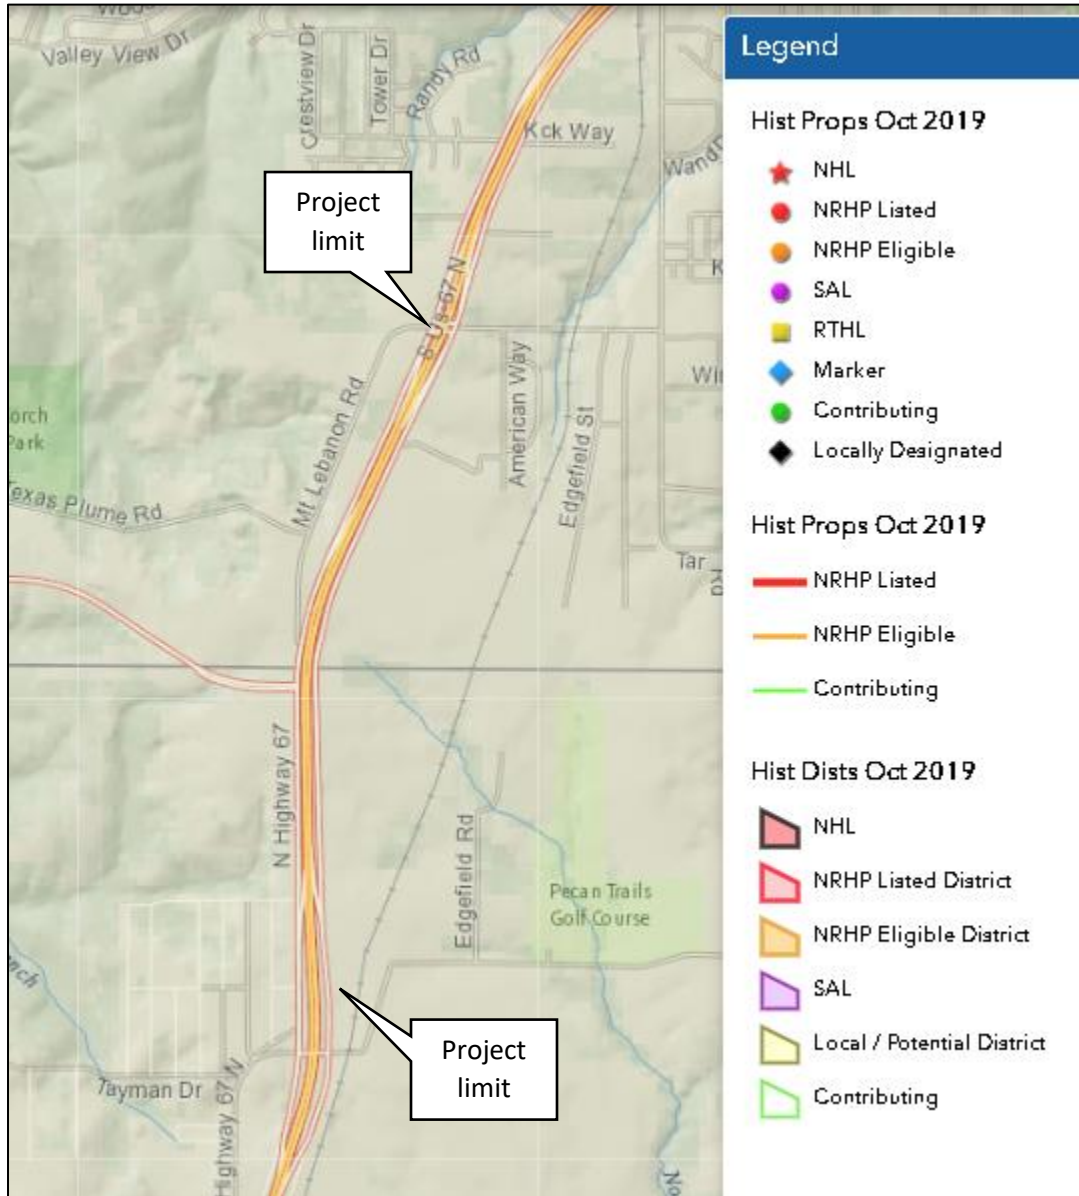 Valley View Dr
Crestview Dr
Tower Dr
Randy Rd
Kck Way
Project
limit
S Us-67 N
Mt Lebanon Rd
American Way
Edgefield St
orch
Park
Texas Plume Rd
Tar
Rd
N Highway 67
Edgefield Rd
Pecan Trails
Golf Course
Project
limit
Tayman Dr
Highway 67 N
No
Legend
Hist Props Oct 2019
NHL
NRHP Listed
NRHP Eligible
SAL
RTHL
Marker
Contributing
Locally Designated
Hist Props Oct 2019
NRHP Listed
NRHP Eligible
Contributing
Hist Dists Oct 2019
NHL
NRHP Listed District
NRHP Eligible District
SAL
Local / Potential District
Contributing